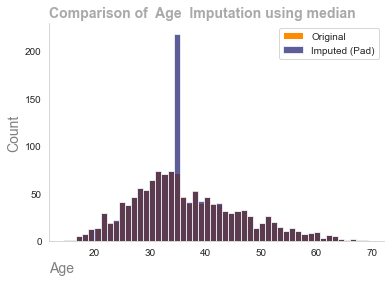 Comparison of  Age  Imputation using median
Original
Imputed (Pad)
Count
200
150
100
50
0
20 30 40 50 60 70
Age